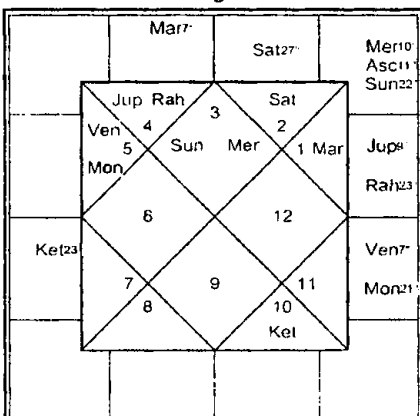 Mar7
Sat27
Mer10
Asc11
Sun22
Jup Rah
3
Sat
4
2
Ven
5
Sun
Mer
1
Mar
Jup9
Mon
Rah23
6
12
Ket23
Ven7
Mon21
7
9
11
8
10
Ket